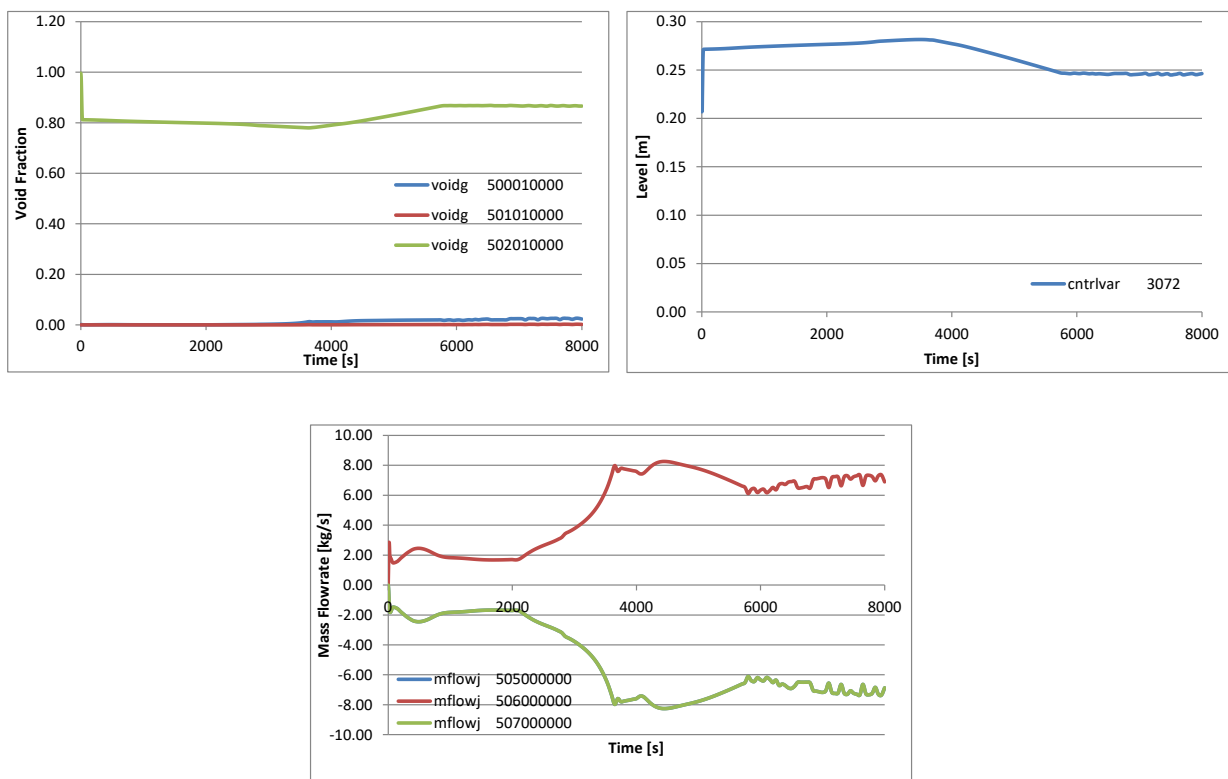 1.20
1.00
0.80
0.60
0.40
0.20
0.00
Void Fraction
voidg 500010000
voidg 501010000
voidg 502010000
0 2000 4000 6000 8000
Time [s]
0.30
0.25
0.20
0.15
0.10
0.05
0.00
Level [m]
cntrlvar 3072
0 2000 4000 6000 8000
Time [s]
10.00
8.00
6.00
4.00
2.00
0.00
-2.00
-4.00
-6.00
-8.00
-10.00
Mass Flowrate [kg/s]
0 2000 4000 6000 8000
mflowj 505000000
mflowj 506000000
mflowj 507000000
Time [s]